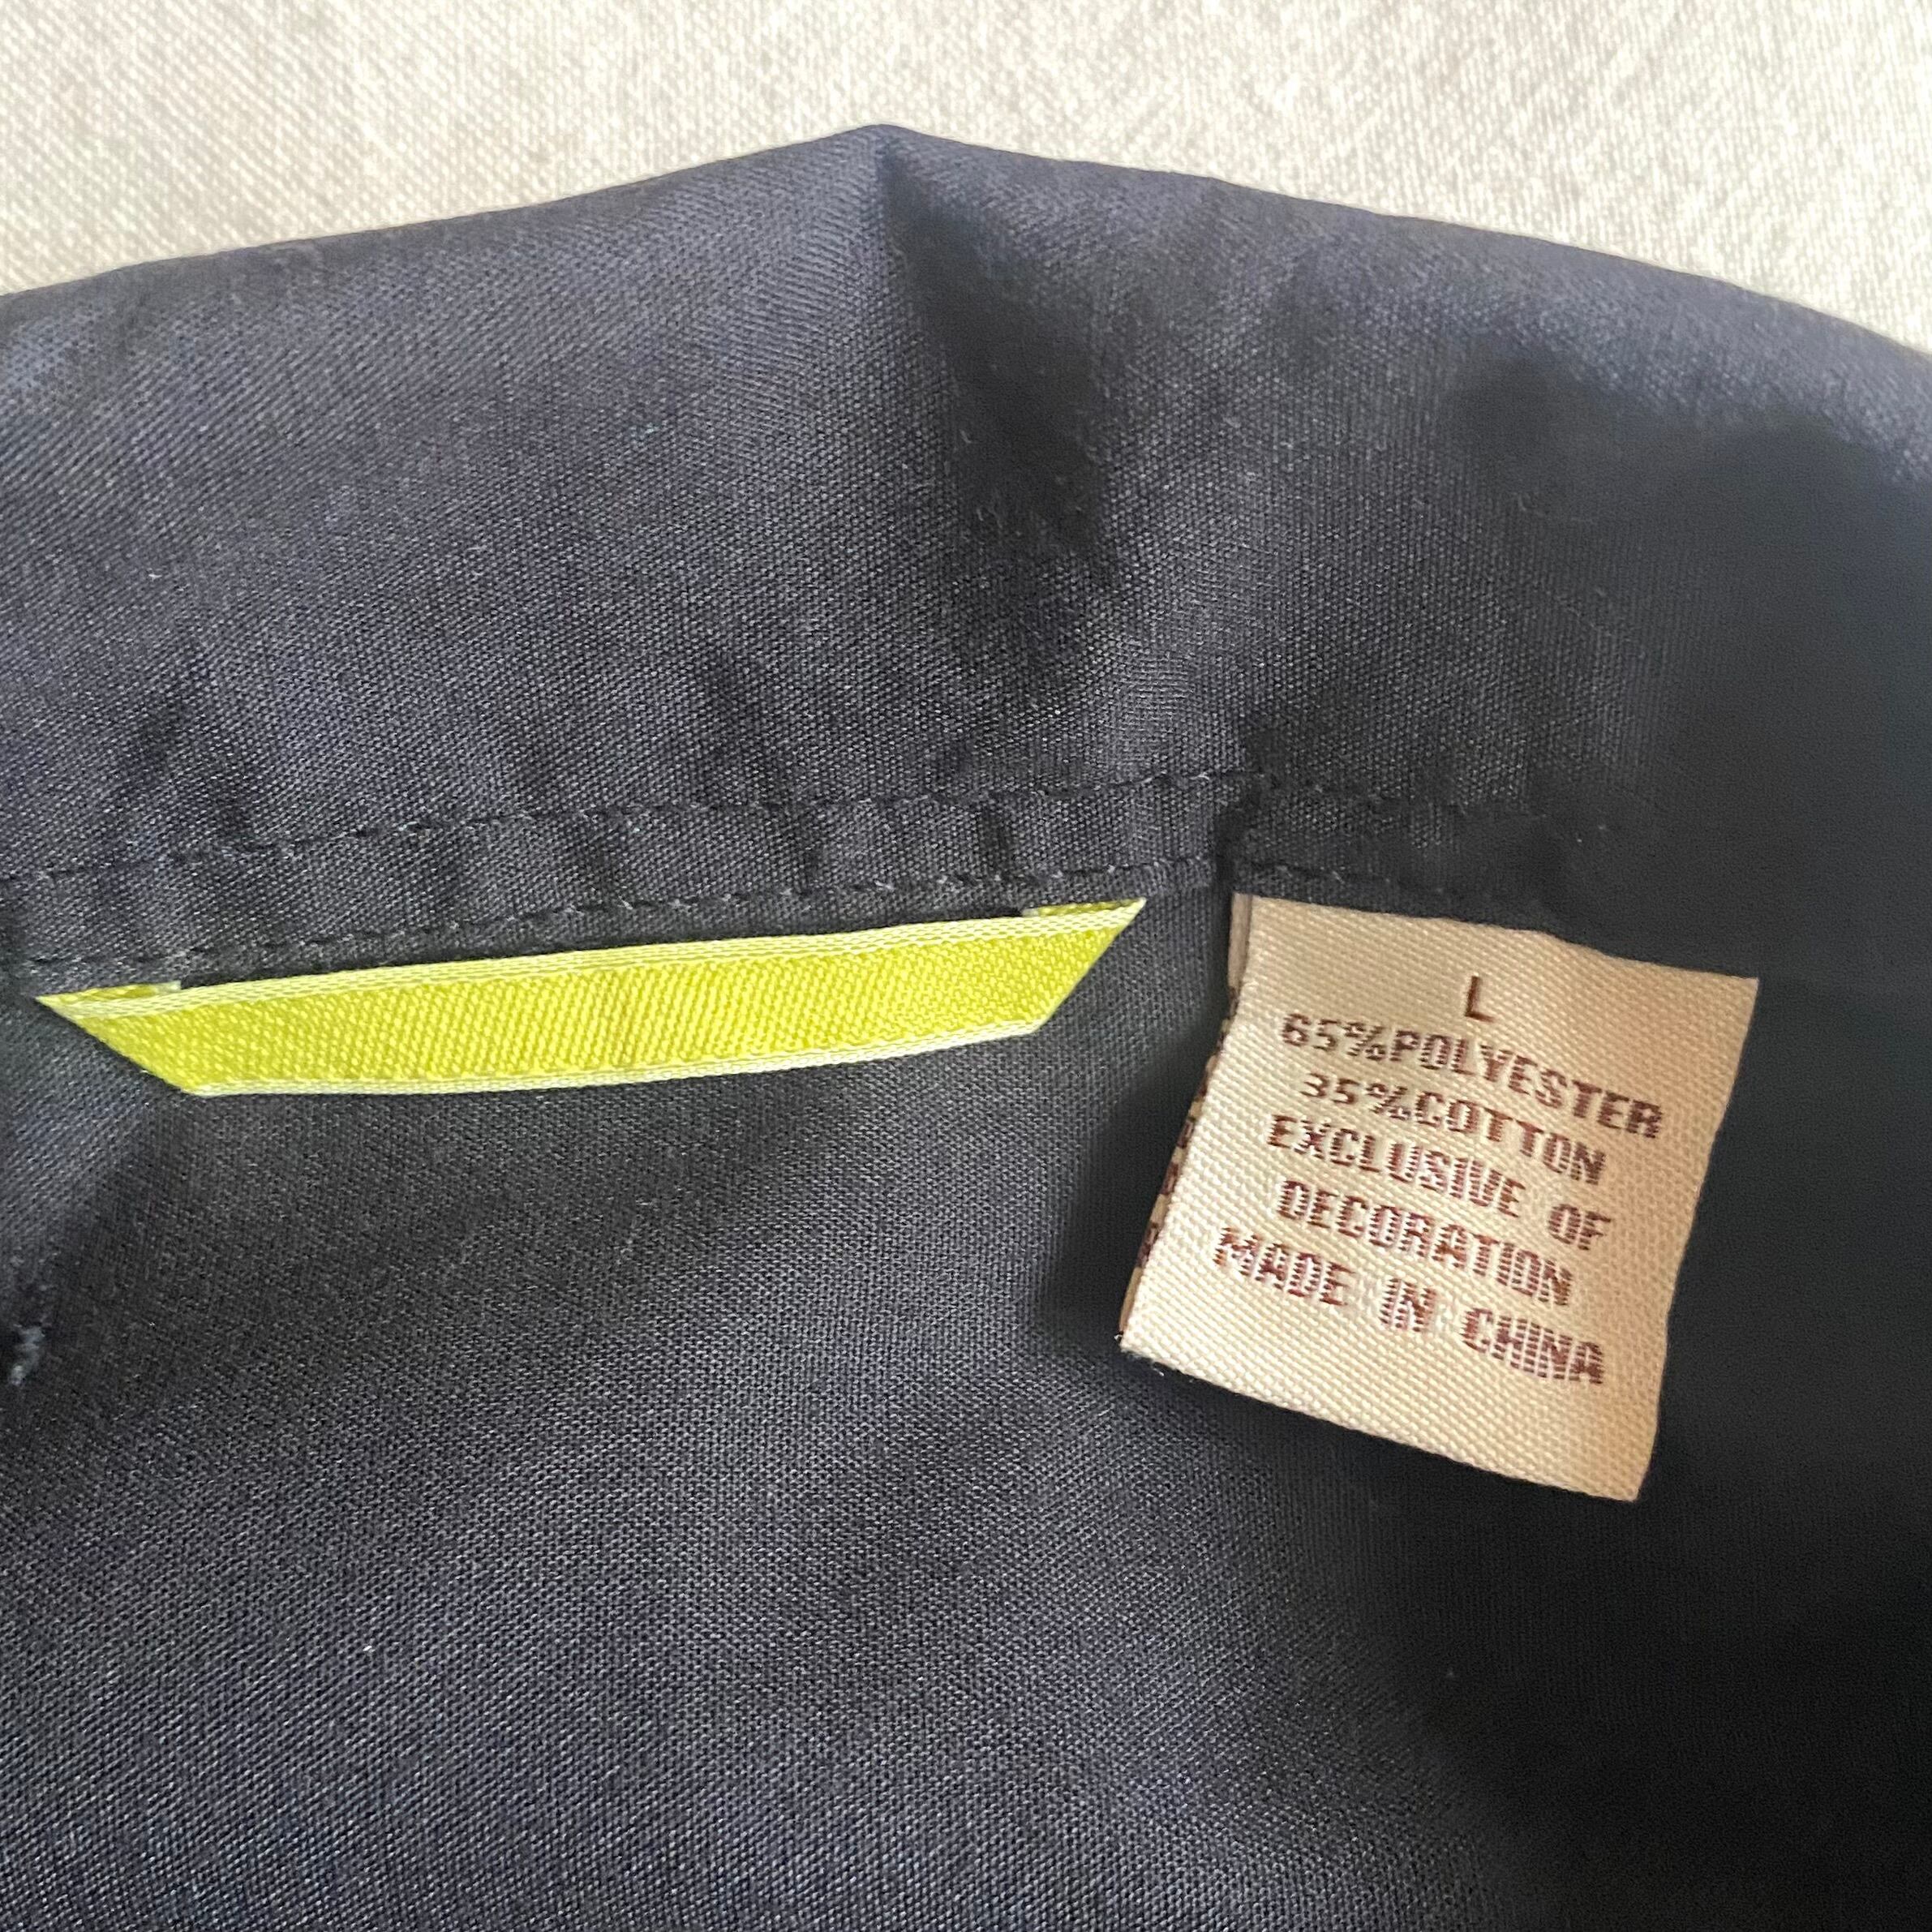 L
65%POLYESTER
35%COTTON
EXCLUSIVE OF
DECORATION
MADE IN CHINA